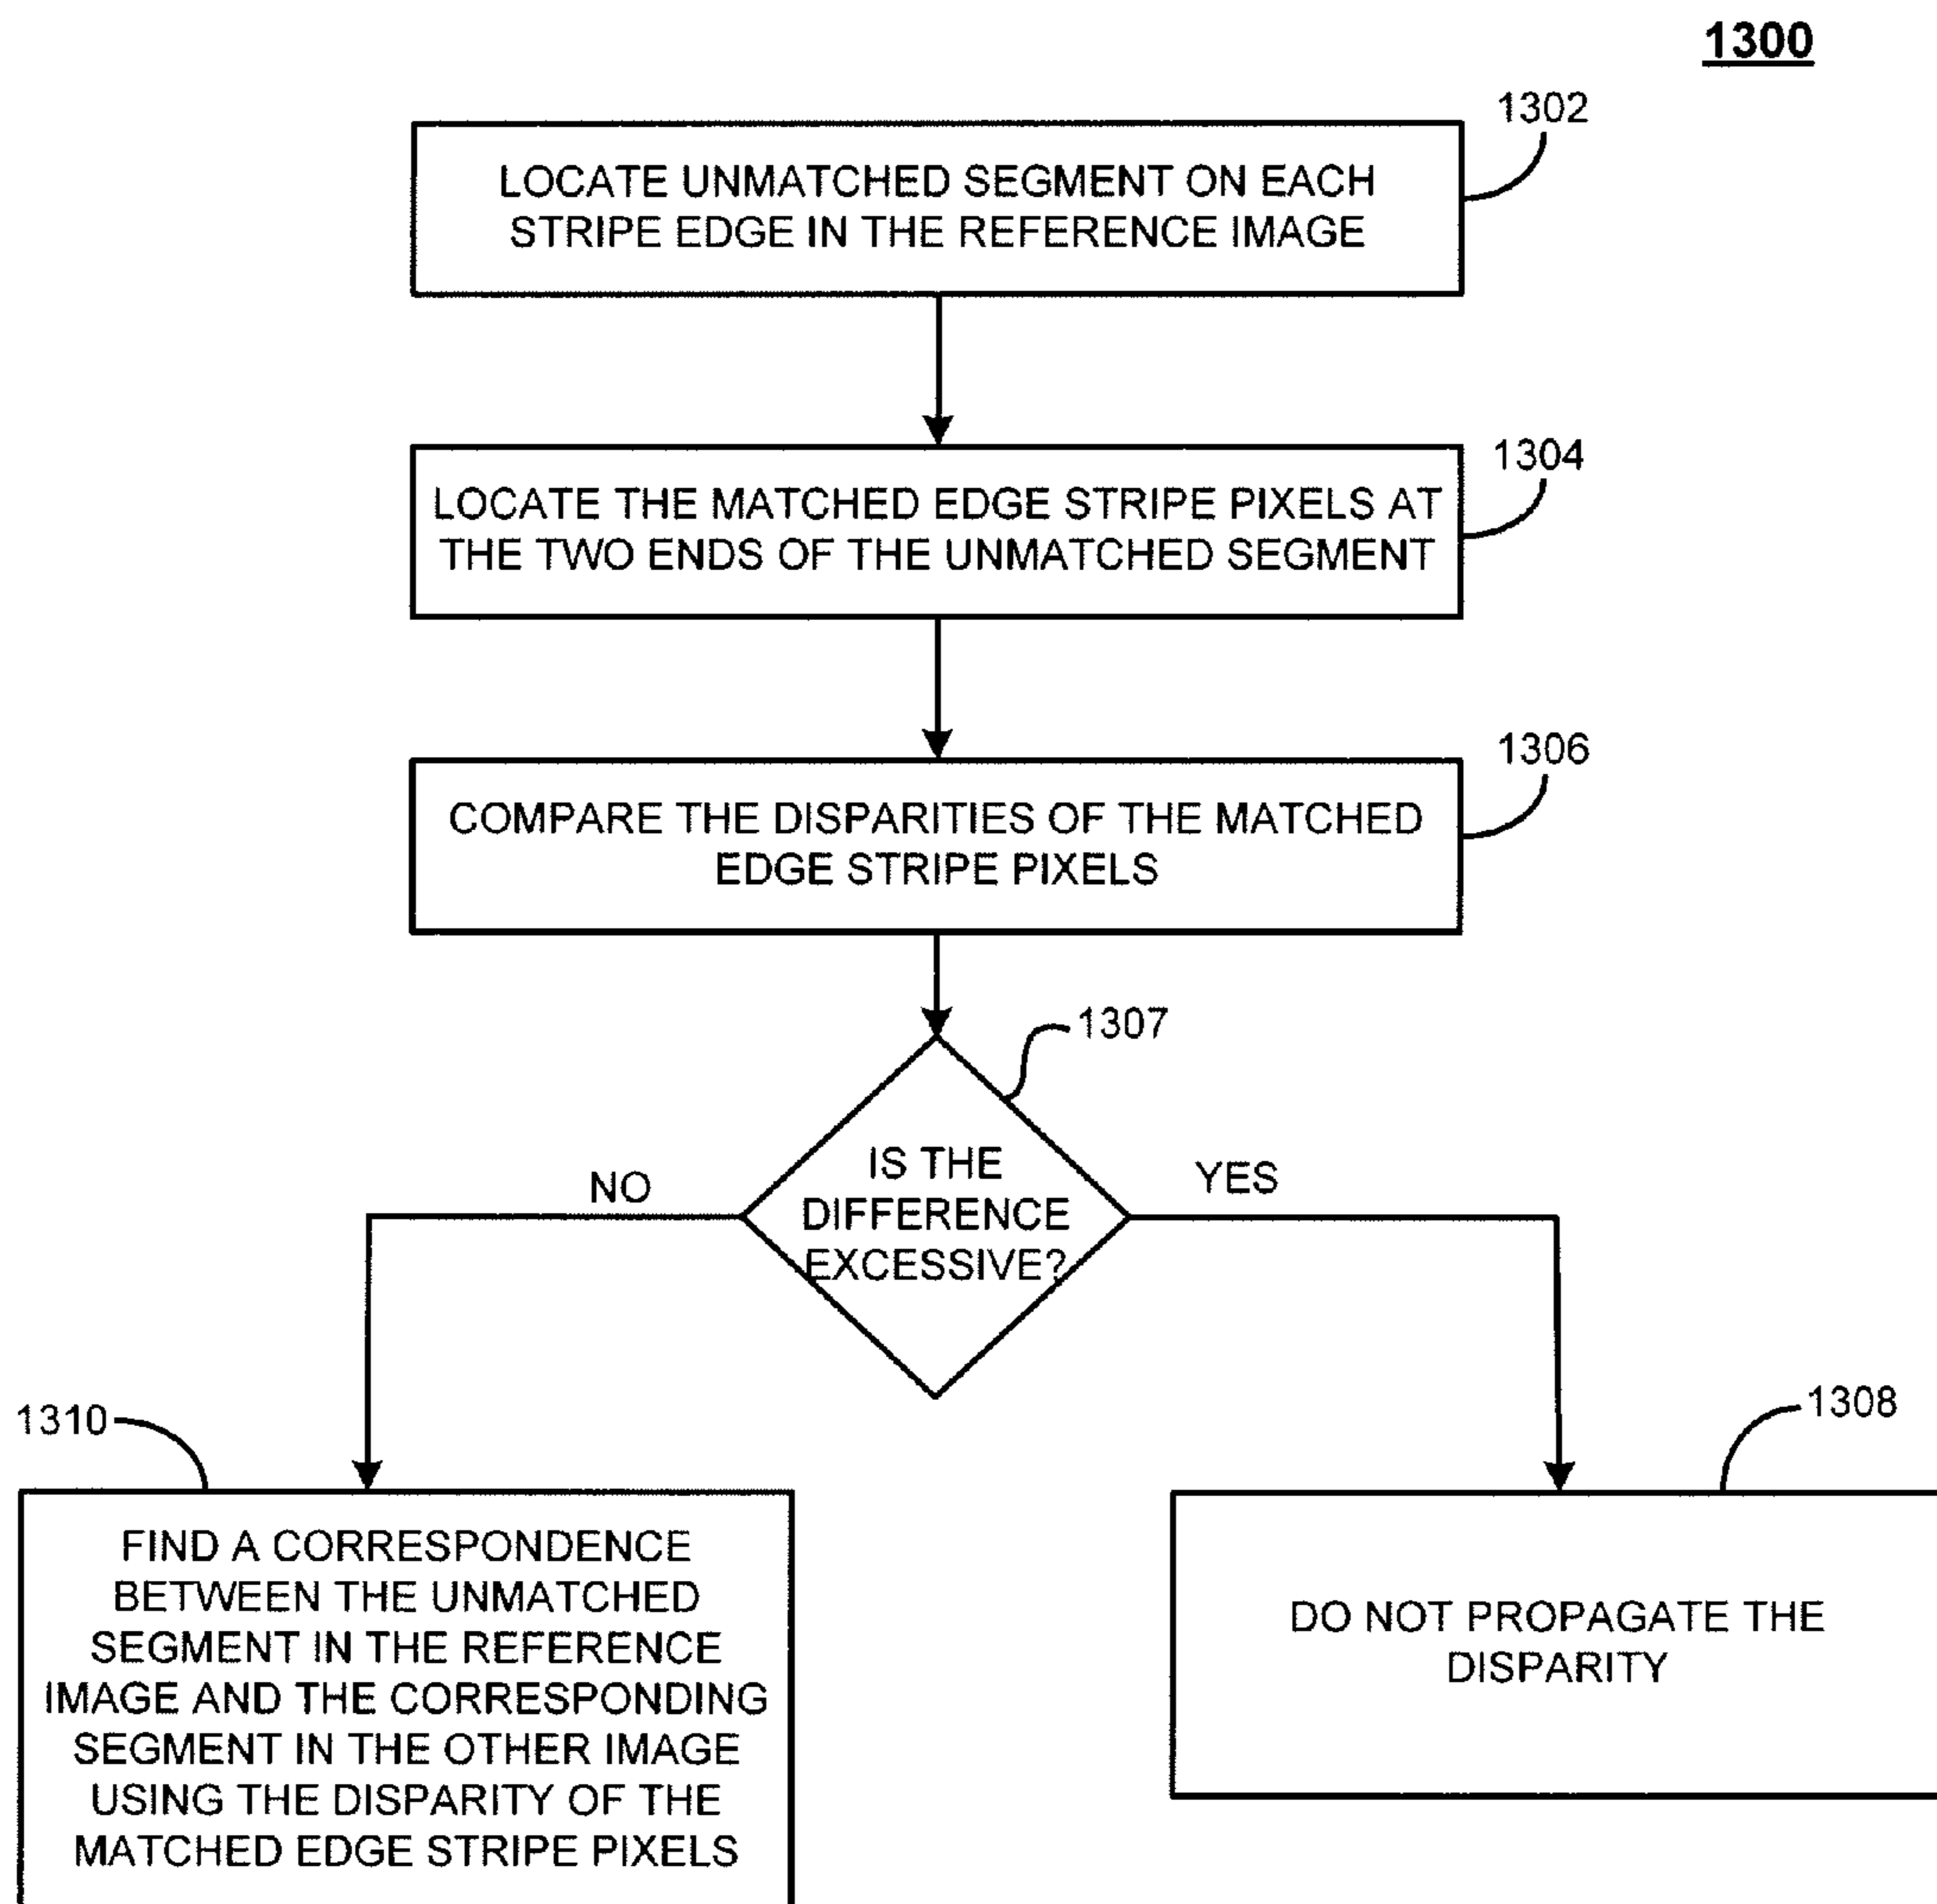 1300
1302
LOCATE UNMATCHED SEGMENT ON EACH
STRIPE EDGE IN THE REFERENCE IMAGE
1304
LOCATE THE MATCHED EDGE STRIPE PIXELS AT
THE TWO ENDS OF THE UNMATCHED SEGMENT
1306
COMPARE THE DISPARITIES OF THE MATCHED
EDGE STRIPE PIXELS
1307
IS THE
DIFFERENCE
EXCESSIVE?
NO
YES
1310
FIND A CORRESPONDENCE
BETWEEN THE UNMATCHED
SEGMENT IN THE REFERENCE
IMAGE AND THE CORRESPONDING
SEGMENT IN THE OTHER IMAGE
USING THE DISPARITY OF THE
MATCHED EDGE STRIPE PIXELS
1308
DO NOT PROPAGATE THE
DISPARITY